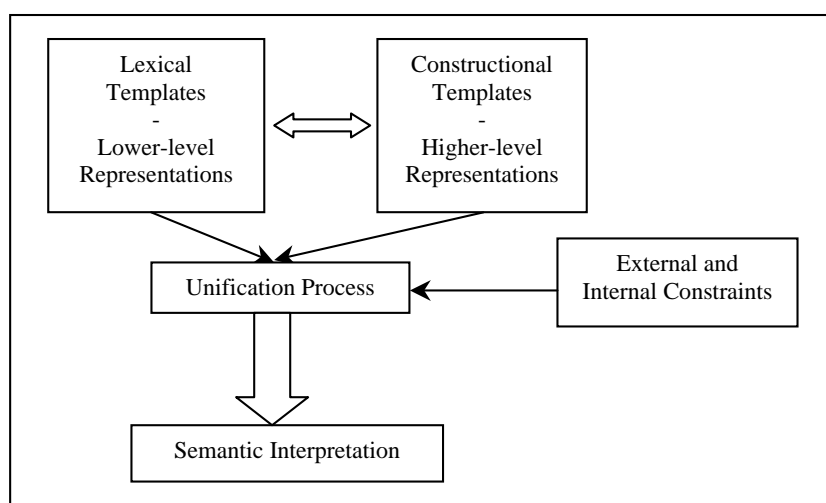 Lexical
Templates
-
Lower-level
Representations
Constructional
Templates
-
Higher-level
Representations
Unification Process
External and
Internal Constraints
Semantic Interpretation